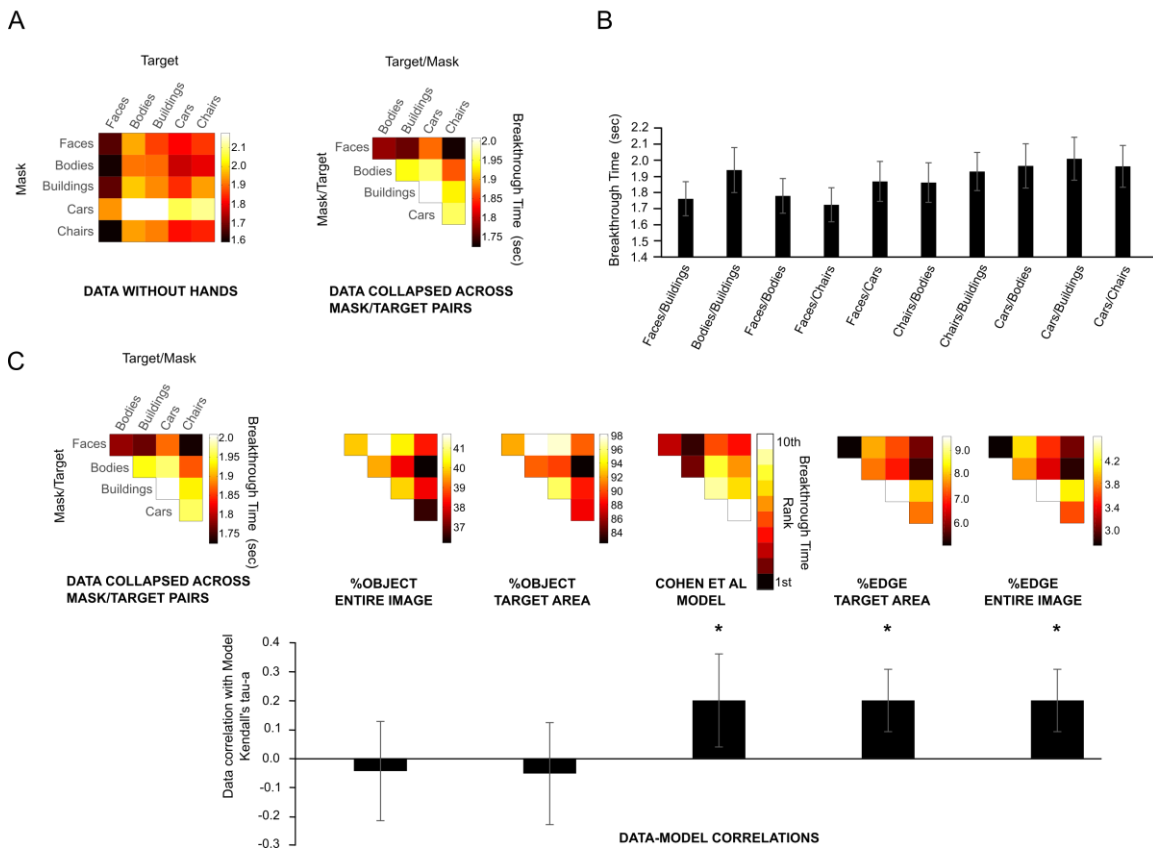 A
Target
Faces
Bodies
Buildings
Cars
Chairs
Mask
Faces
Bodies
Buildings
Cars
Chairs
2.1
2.0
1.9
1.8
1.7
1.6
DATA WITHOUT HANDS
Target/Mask
Bodies
Buildings
Cars
Chairs
Mask/Target
Faces
Bodies
Buildings
Cars
2.0
1.95
1.9
1.85
1.8
1.75
Breakthrough Time (sec)
DATA COLLAPSED ACROSS
MASK/TARGET PAIRS
B
Breakthrough Time (sec)
2.2
2.1
2.0
1.9
1.8
1.7
1.6
1.5
1.4
Faces/Buildings
Bodies/Buildings
Faces/Bodies
Faces/Chairs
Faces/Cars
Chairs/Bodies
Chairs/Buildings
Cars/Bodies
Cars/Buildings
Cars/Chairs
C
Target/Mask
Bodies
Buildings
Cars
Chairs
Mask/Target
Faces
Bodies
Buildings
Cars
2.0
1.95
1.9
1.85
1.8
1.75
Breakthrough Time (sec)
DATA COLLAPSED ACROSS
MASK/TARGET PAIRS
41
40
39
38
37
%OBJECT
ENTIRE IMAGE
98
96
94
92
90
88
86
84
%OBJECT
TARGET AREA
10th
1st
Breakthrough Time
Rank
COHEN ET AL
MODEL
9.0
8.0
7.0
6.0
%EDGE
TARGET AREA
4.2
3.6
3.0
%EDGE
ENTIRE IMAGE
* * *
Data correlation with Model
Kendall's tau-a
0.4
0.3
0.2
0.1
0.0
-0.1
-0.2
-0.3
DATA-MODEL CORRELATIONS